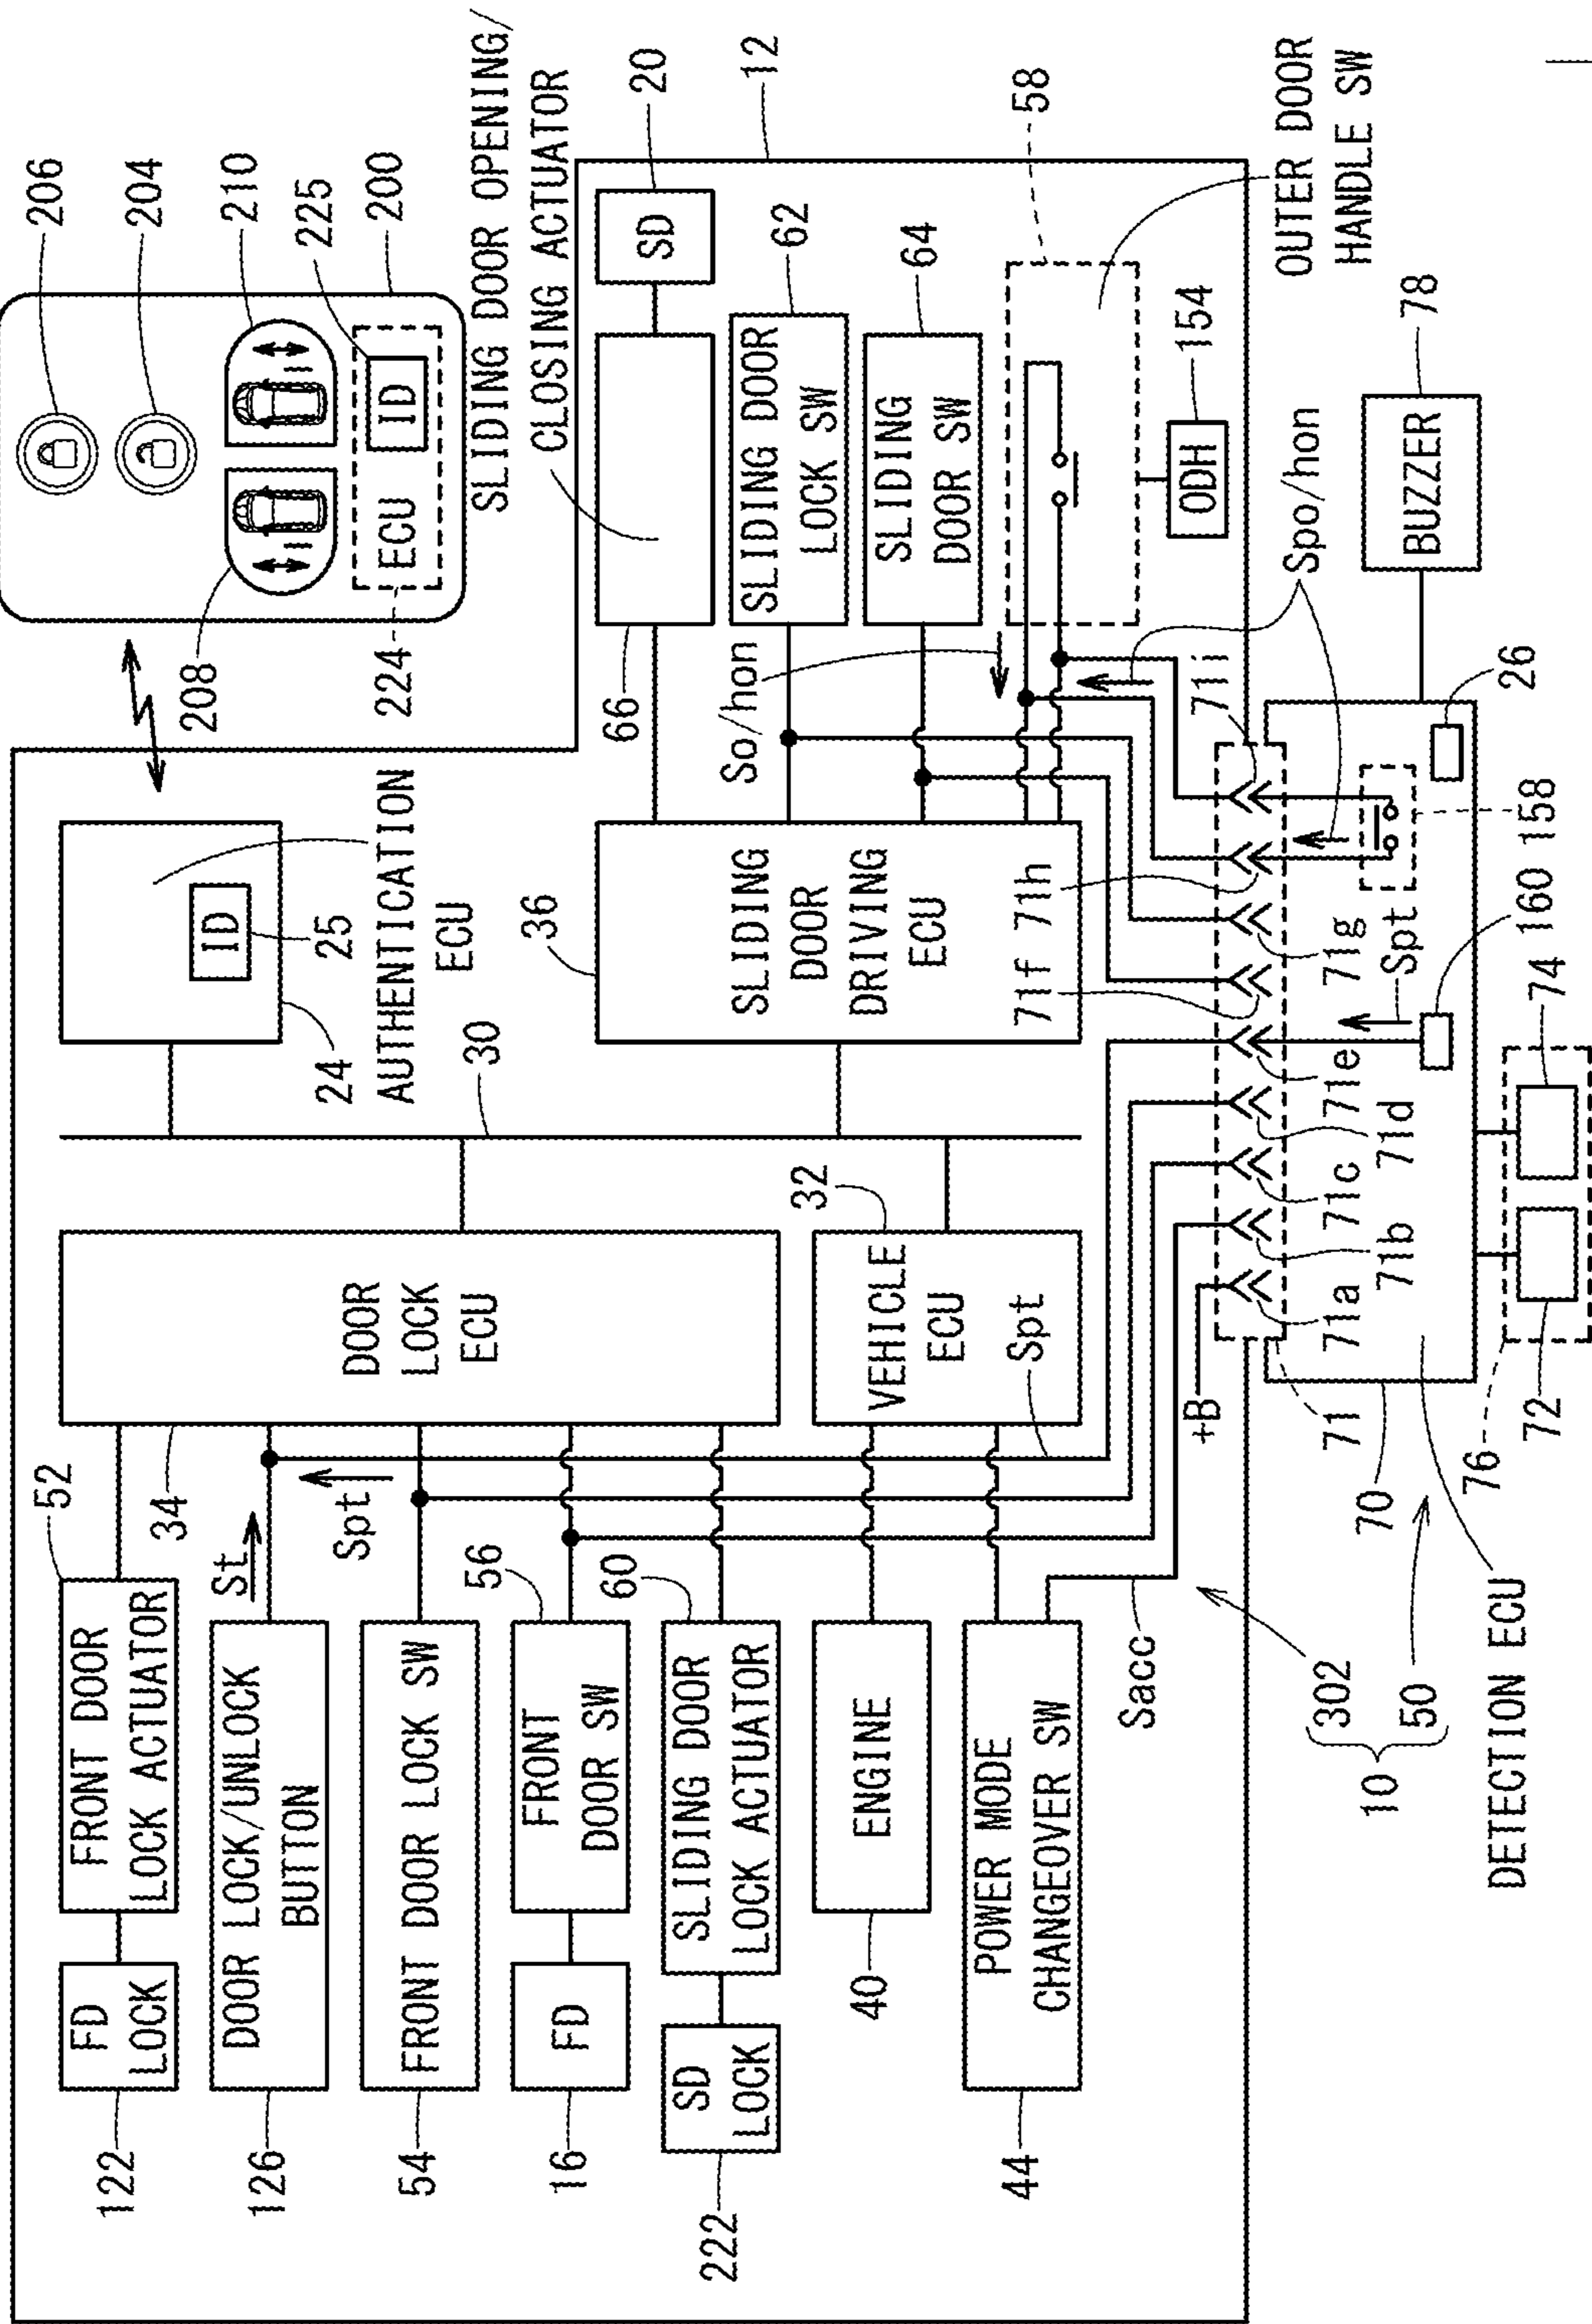 206
204
210
225
200
208
224
ECU
ID
SLIDING DOOR OPENING/
CLOSING ACTUATOR
20
12
SD
66
SLIDING DOOR
LOCK SW
62
SLIDING
DOOR SW
64
58
OUTER DOOR
HANDLE SW
ODH
154
So/hon
Spo/hon
BUZZER
78
26
ID
25
AUTHENTICATION
ECU
24
30
36
SLIDING
DOOR
DRIVING
ECU
71i
71h
71g
71f
71e
71d
71c
71b
71a
71
158
160
Spt
74
72
76
70
DOOR
LOCK
ECU
34
32
VEHICLE
ECU
Spt
+B
52
FRONT DOOR
LOCK ACTUATOR
FD
LOCK
122
St
Spt
DOOR LOCK/UNLOCK
BUTTON
126
FRONT DOOR LOCK SW
54
56
FRONT
DOOR SW
FD
16
60
SLIDING DOOR
LOCK ACTUATOR
SD
LOCK
222
ENGINE
40
POWER MODE
CHANGEOVER SW
44
Sacc
302
50
10
DETECTION ECU